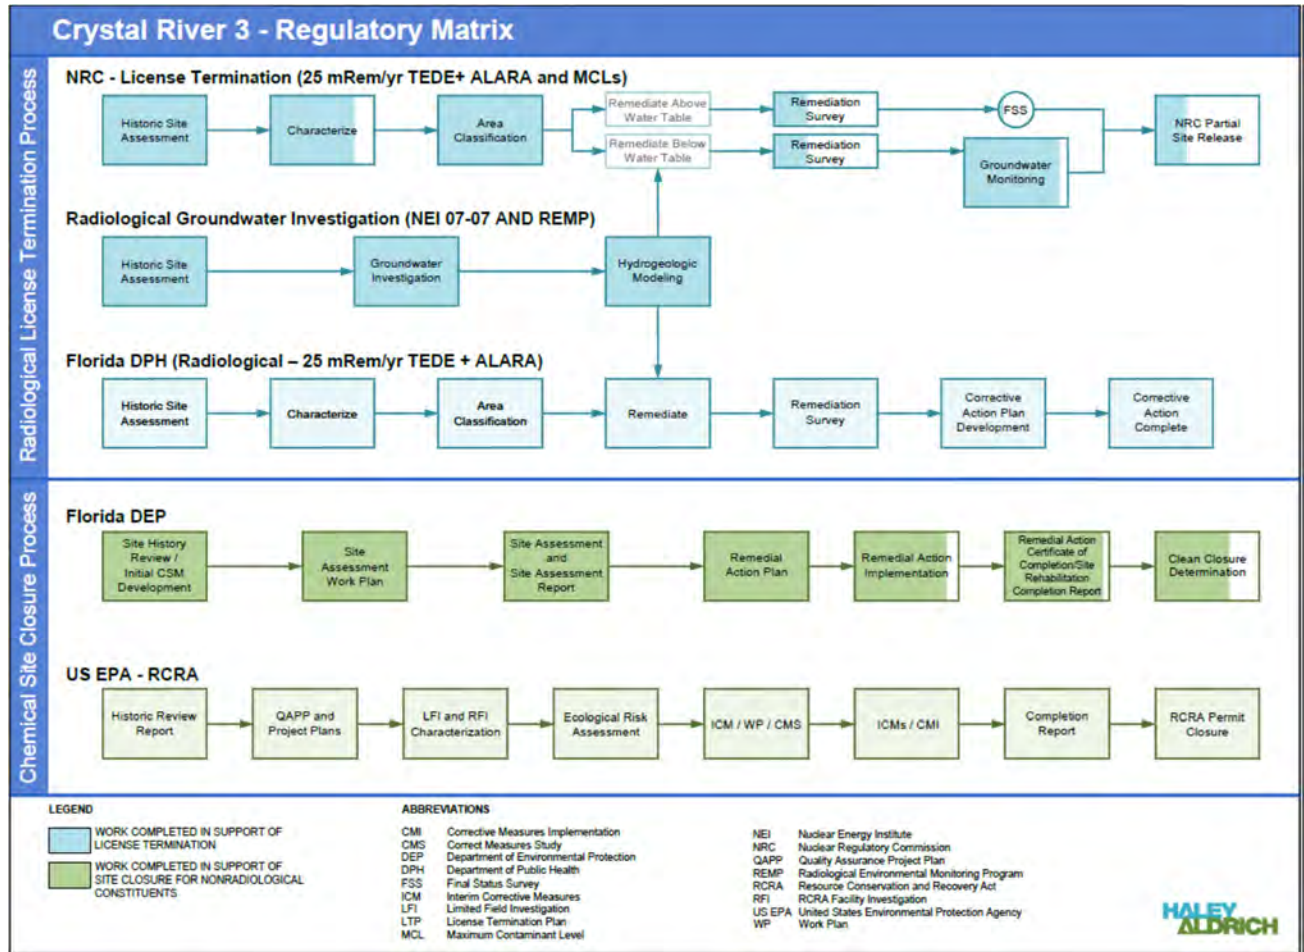 Crystal River 3 - Regulatory Matrix
Radiological License Termination Process
NRC - License Termination (25 mRem/yr TEDE+ ALARA and MCLs)
Historic Site
Assessment
Characterize
Area
Classification
Remediate Above
Water Table
Remediate Below
Water Table
Remediation
Survey
Remediation
Survey
FSS
Groundwater
Monitoring
NRC Partial
Site Release
Radiological Groundwater Investigation (NEI 07-07 AND REMP)
Historic Site
Assessment
Groundwater
Investigation
Hydrogeologic
Modeling
Florida DPH (Radiological – 25 mRem/yr TEDE + ALARA)
Historic Site
Assessment
Characterize
Area
Classification
Remediate
Remediation
Survey
Corrective
Action Plan
Development
Corrective
Action
Complete
Chemical Site Closure Process
Florida DEP
Site History
Review /
Initial CSM
Development
Site
Assessment
Work Plan
Site Assessment
and
Site Assessment
Report
Remedial
Action Plan
Remedial Action
Implementation
Remedial Action
Certificate of
Completion/Site
Rehabilitation
Completion Report
Clean Closure
Determination
US EPA - RCRA
Historic Review
Report
QAPP and
Project Plans
LFI and RFI
Characterization
Ecological Risk
Assessment
ICM / WP / CMS
ICMs / CMI
Completion
Report
RCRA Permit
Closure
LEGEND
WORK COMPLETED IN SUPPORT OF
LICENSE TERMINATION
WORK COMPLETED IN SUPPORT OF
SITE CLOSURE FOR NONRADIOLOGICAL
CONSTITUENTS
ABBREVIATIONS
CMI Corrective Measures Implementation
CMS Correct Measures Study
DEP Department of Environmental Protection
DPH Department of Public Health
FSS Final Status Survey
ICM Interim Corrective Measures
LFI Limited Field Investigation
LTP License Termination Plan
MCL Maximum Contaminant Level
NEI Nuclear Energy Institute
NRC Nuclear Regulatory Commission
QAPP Quality Assurance Project Plan
REMP Radiological Environmental Monitoring Program
RCRA Resource Conservation and Recovery Act
RFI RCRA Facility Investigation
US EPA United States Environmental Protection Agency
WP Work Plan
HALEY
ALDRICH